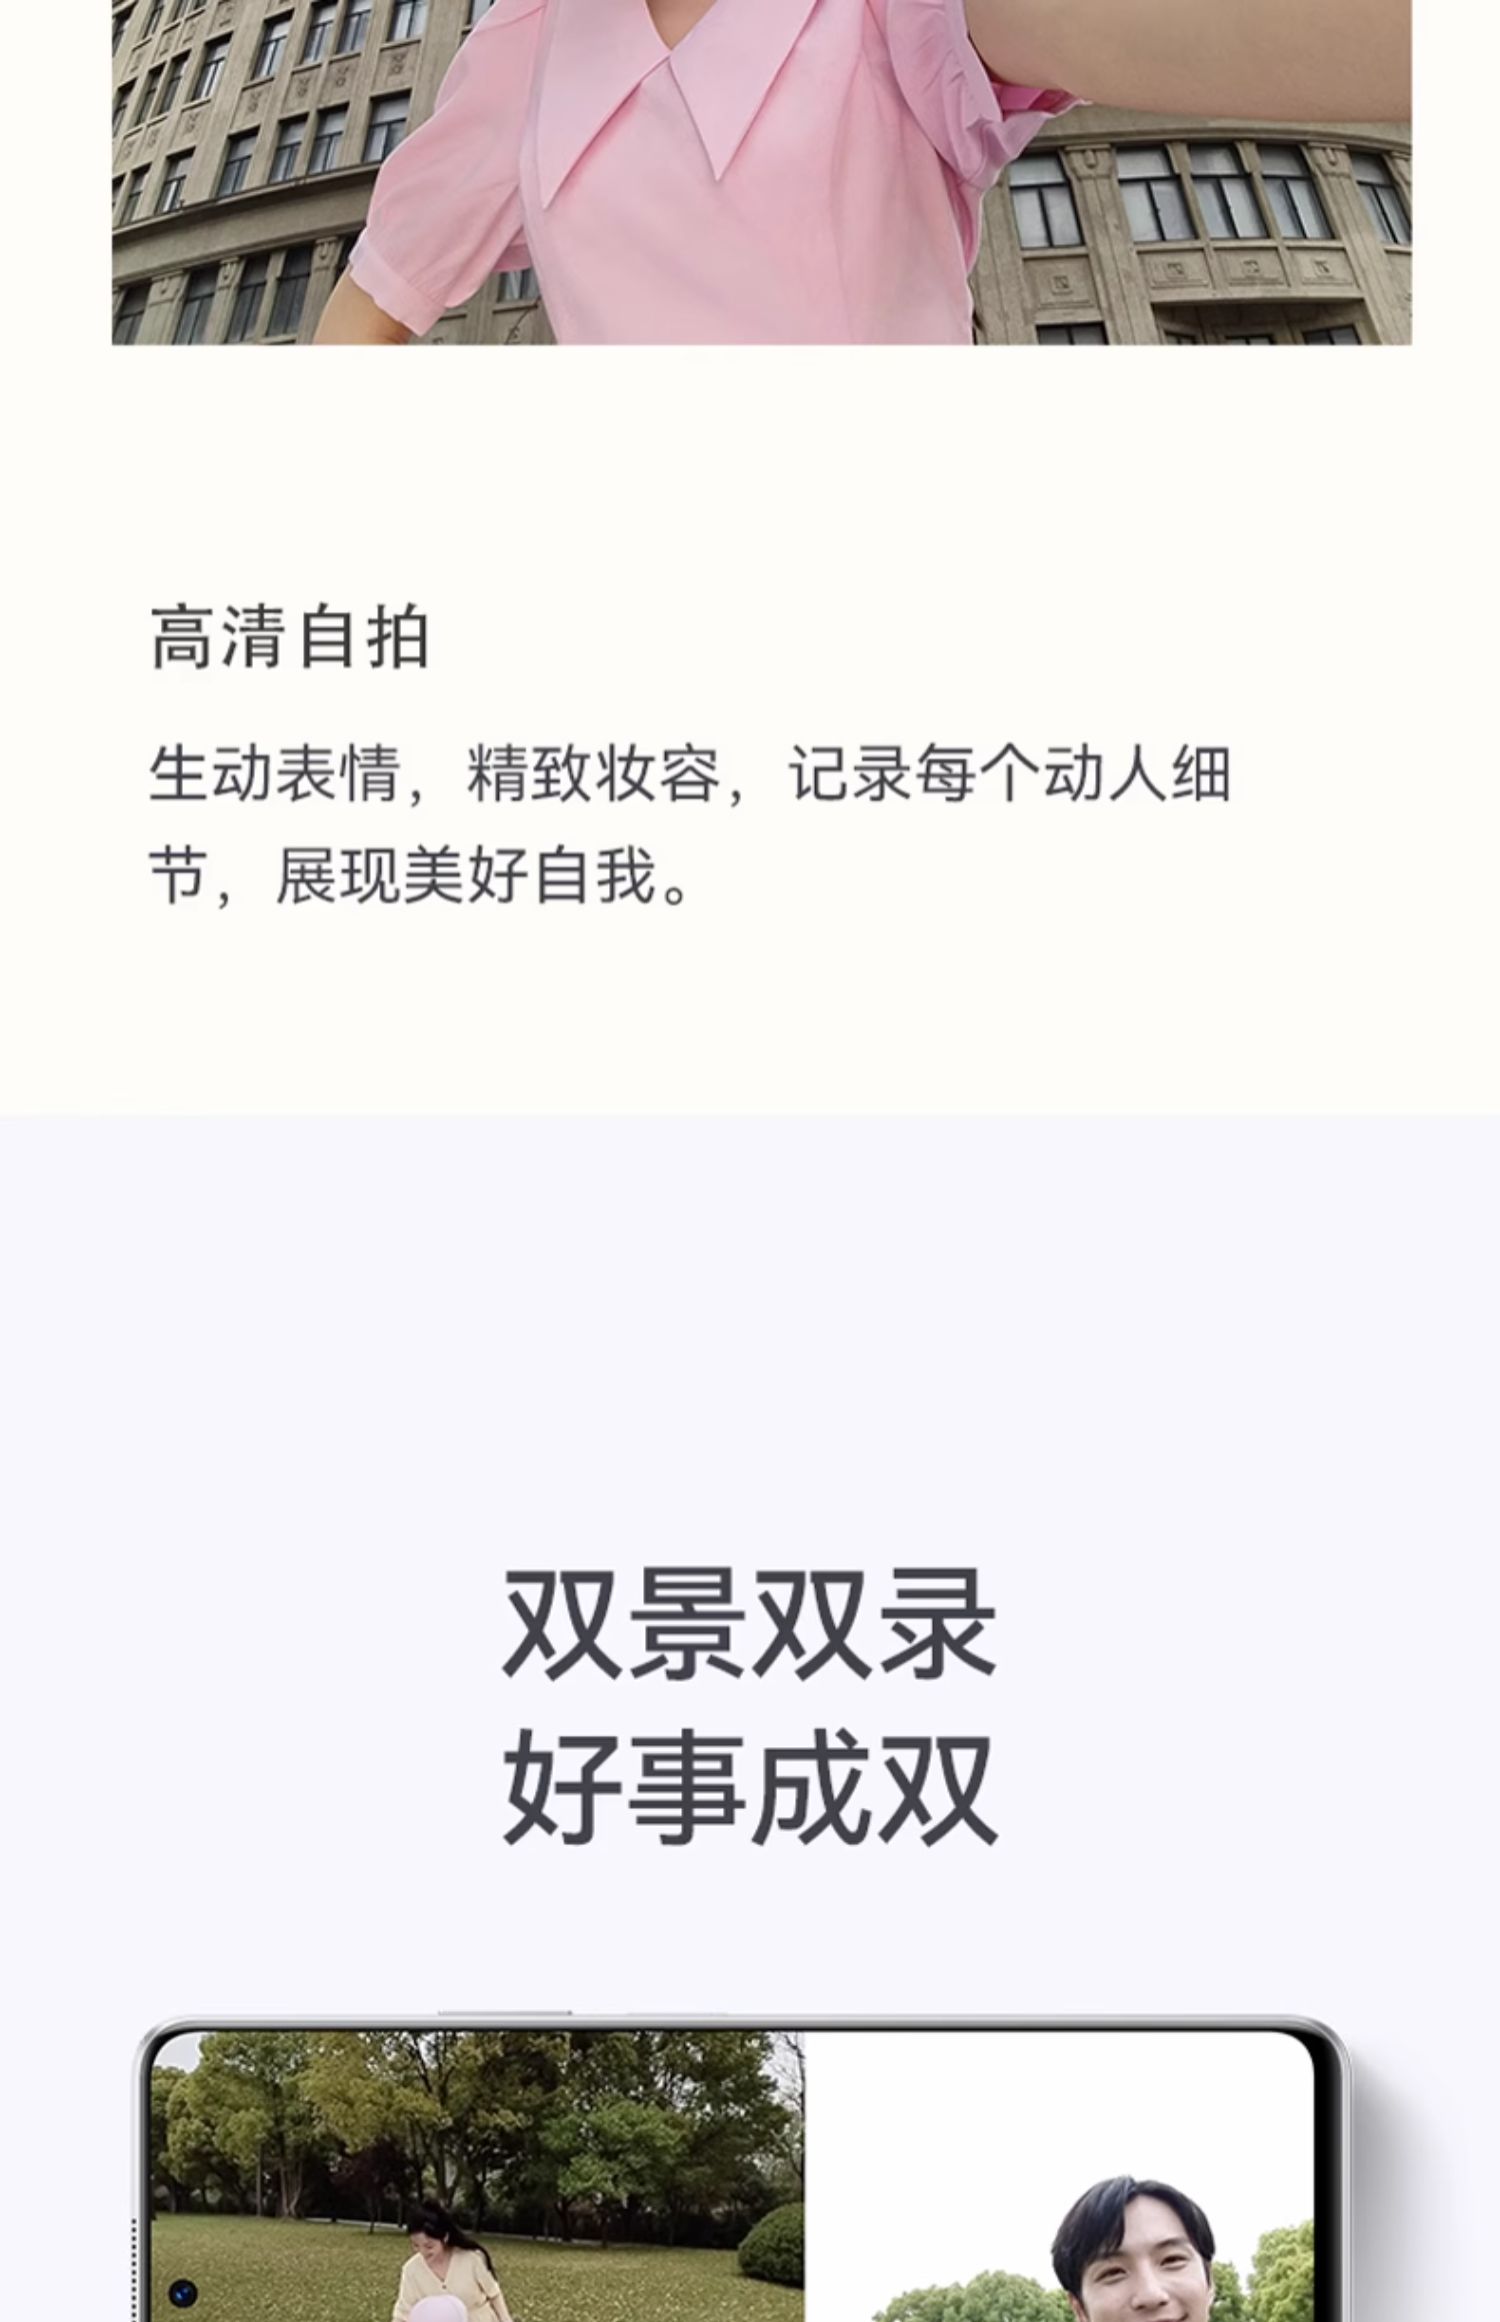 高清自拍
生动表情，精致妆容，记录每个动人细
节，展现美好自我。
双景双录
好事成双